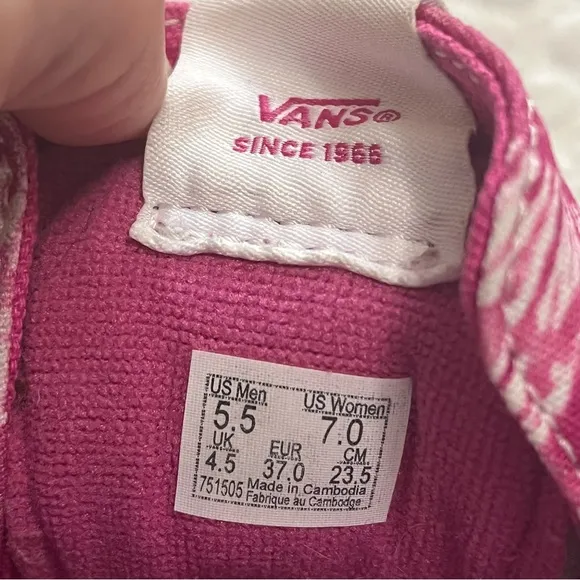 VANS®
SINCE 1966
US Men US Women
5.5 7.0
UK EUR CM
4.5 37.0 23.5
751505 Made in Cambodia
Fabrique au Cambodge